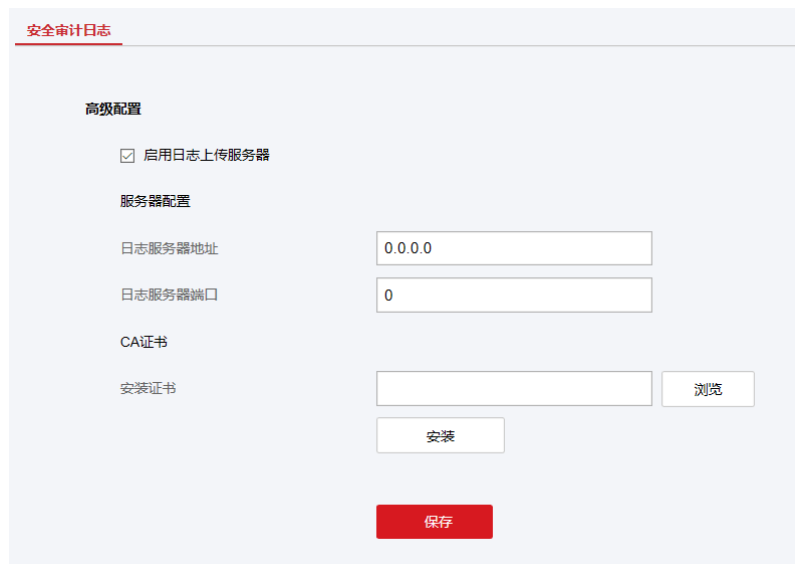 安全审计日志
高级配置
启用日志上传服务器
服务器配置
日志服务器地址 0.0.0.0
日志服务器端口 0
CA证书
安装证书 浏览
安装
保存